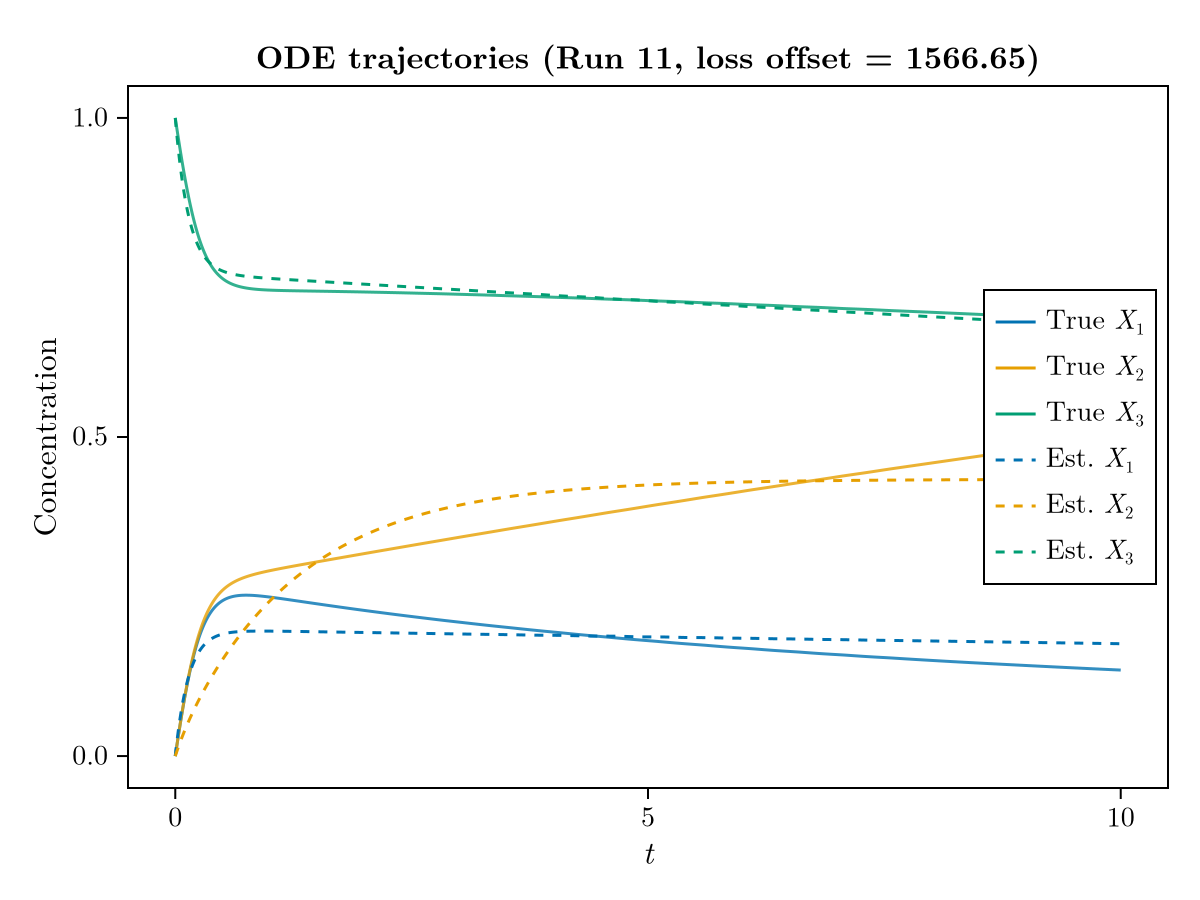 ODE trajectories (Run 11, loss offset = 1566.65)
1.0
0.5
0.0
Concentration
0
5
10
t
True X₁
True X₂
True X₃
Est. X₁
Est. X₂
Est. X₃